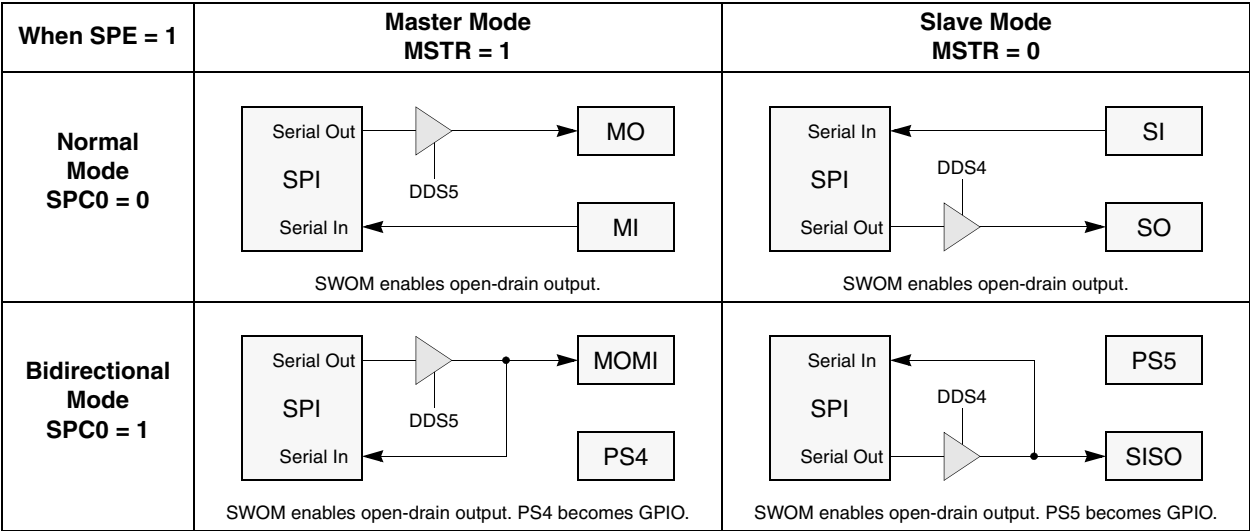 When SPE = 1
Master Mode
MSTR = 1
Slave Mode
MSTR = 0
Normal
Mode
SPC0 = 0
Serial Out
SPI
Serial In
DDS5
MO
MI
SWOM enables open-drain output.
Serial In
SPI
Serial Out
DDS4
SI
SO
SWOM enables open-drain output.
Bidirectional
Mode
SPC0 = 1
Serial Out
SPI
Serial In
DDS5
MOMI
PS4
SWOM enables open-drain output. PS4 becomes GPIO.
Serial In
SPI
Serial Out
DDS4
PS5
SISO
SWOM enables open-drain output. PS5 becomes GPIO.